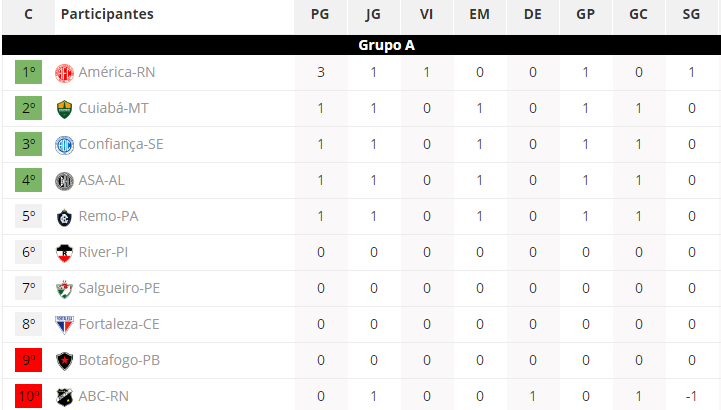 C Participantes PG JG VI EM DE GP GC SG
Grupo A
1º América-RN 3 1 1 0 0 1 0 1
2º Cuiabá-MT 1 1 0 1 0 1 1 0
3º Confiança-SE 1 1 0 1 0 1 1 0
4º ASA-AL 1 1 0 1 0 1 1 0
5º Remo-PA 1 1 0 1 0 1 1 0
6º River-PI 0 0 0 0 0 0 0 0
7º Salgueiro-PE 0 0 0 0 0 0 0 0
8º Fortaleza-CE 0 0 0 0 0 0 0 0
9º Botafogo-PB 0 0 0 0 0 0 0 0
10º ABC-RN 0 1 0 0 1 0 1 -1